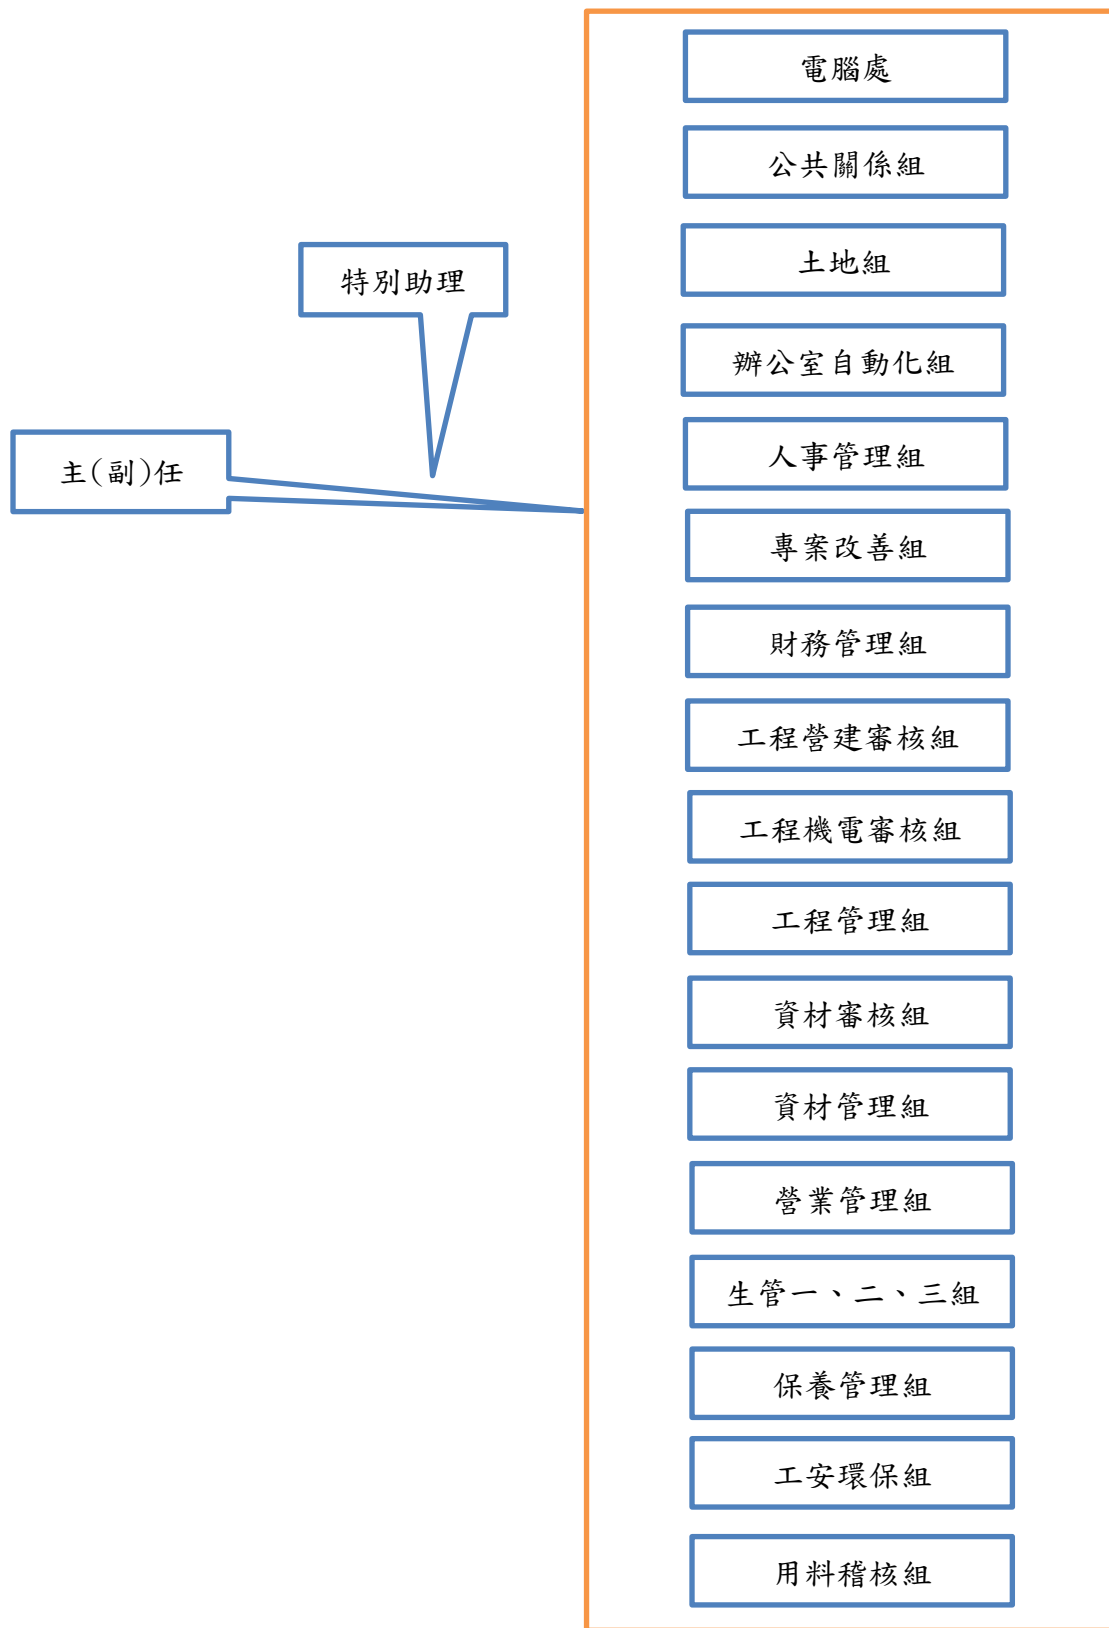 特別助理
主(副)任
電腦處
公共關係組
土地組
辦公室自動化組
人事管理組
專案改善組
財務管理組
工程營建審核組
工程機電審核組
工程管理組
資材審核組
資材管理組
營業管理組
生管一、二、三組
保養管理組
工安環保組
用料稽核組